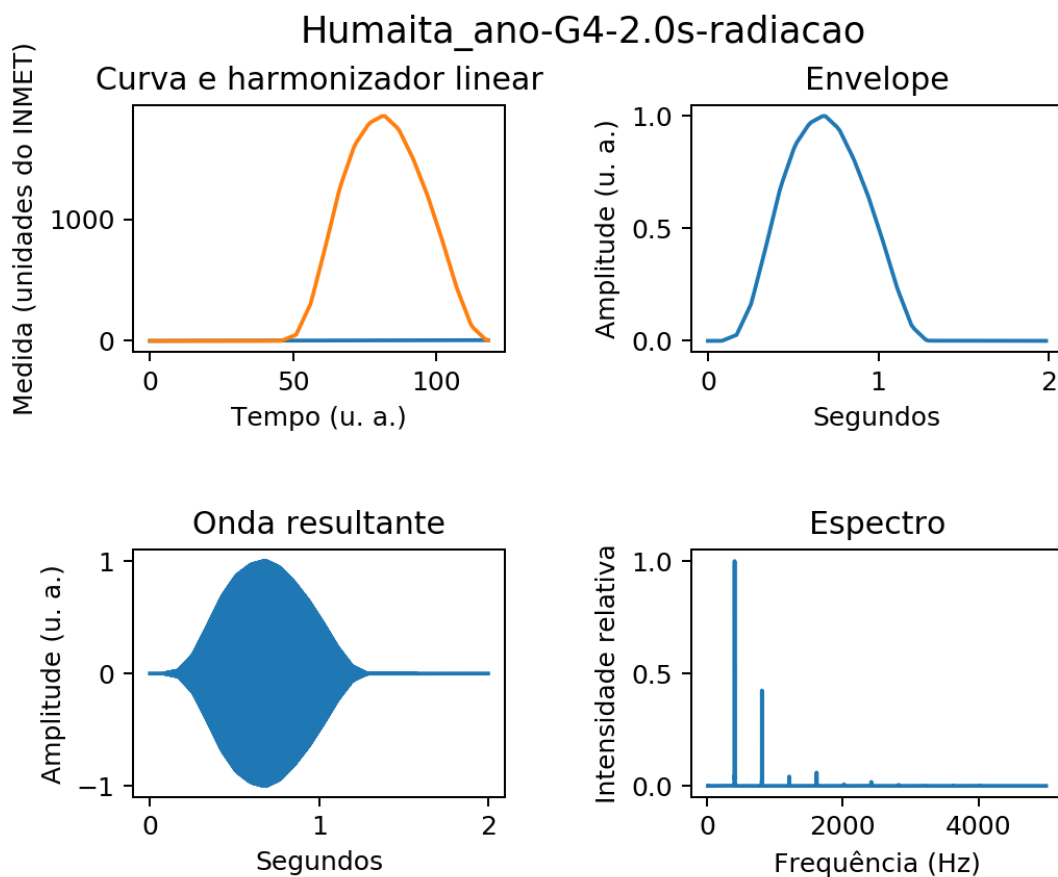 Humaita_ano-G4-2.0s-radiacao
Curva e harmonizador linear
Medida (unidades do INMET)
1000
0
0 50 100
Tempo (u. a.)
Envelope
Amplitude (u. a.)
1.0
0.5
0.0
0 1 2
Segundos
Onda resultante
Amplitude (u. a.)
1
0
−1
0 1 2
Segundos
Espectro
Intensidade relativa
1.0
0.5
0.0
0 2000 4000
Frequência (Hz)